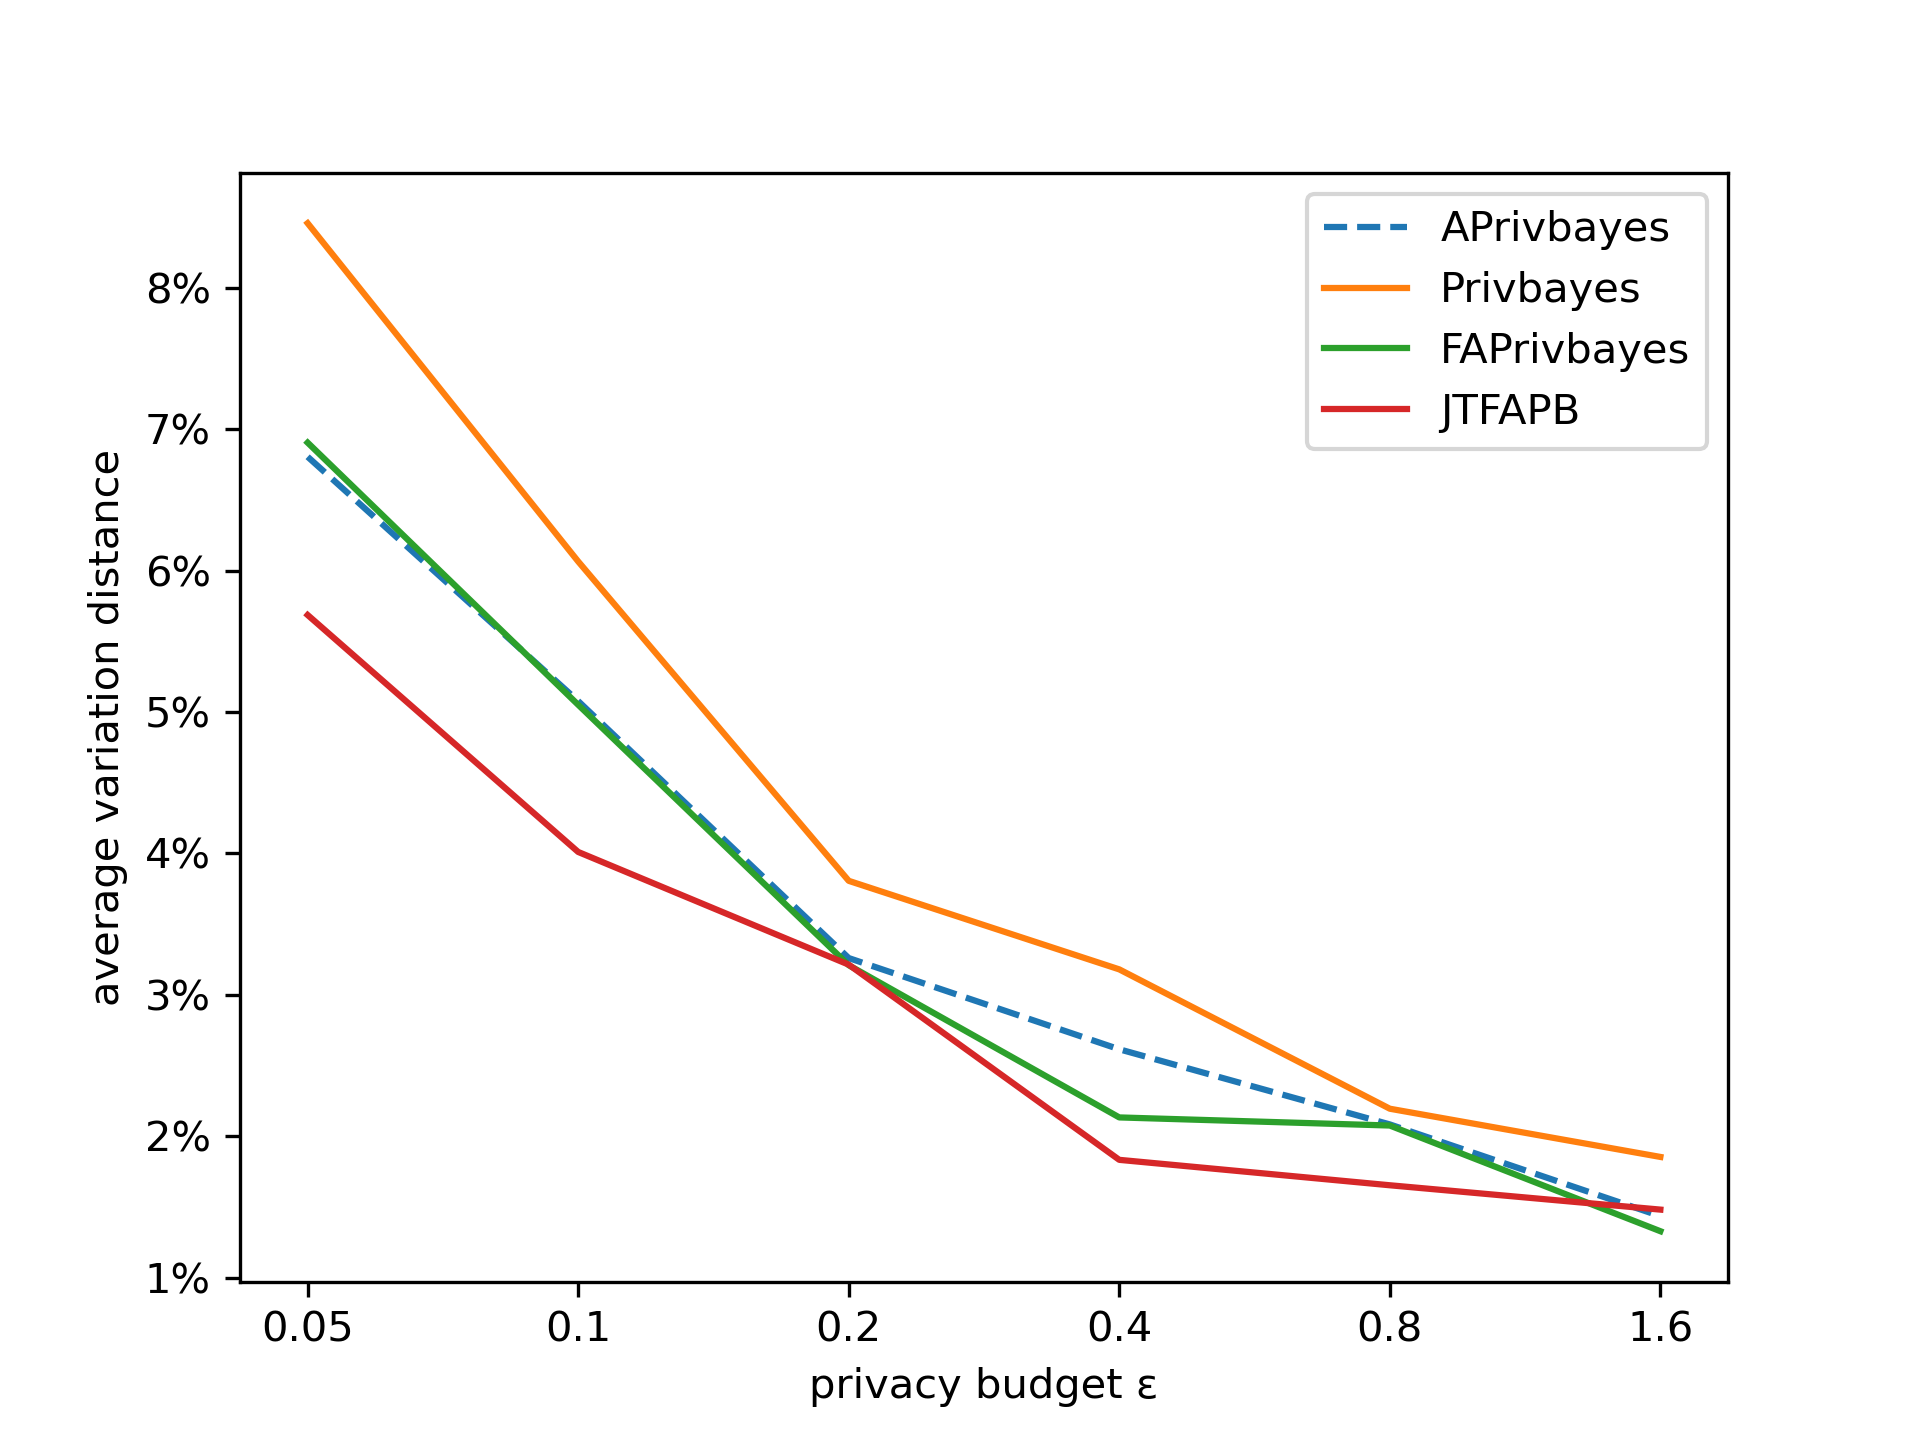 APrivbayes
Privbayes
FAPrivbayes
JTFAPB
8%
7%
6%
5%
4%
3%
2%
1%
average variation distance
0.05 0.1 0.2 0.4 0.8 1.6
privacy budget ε